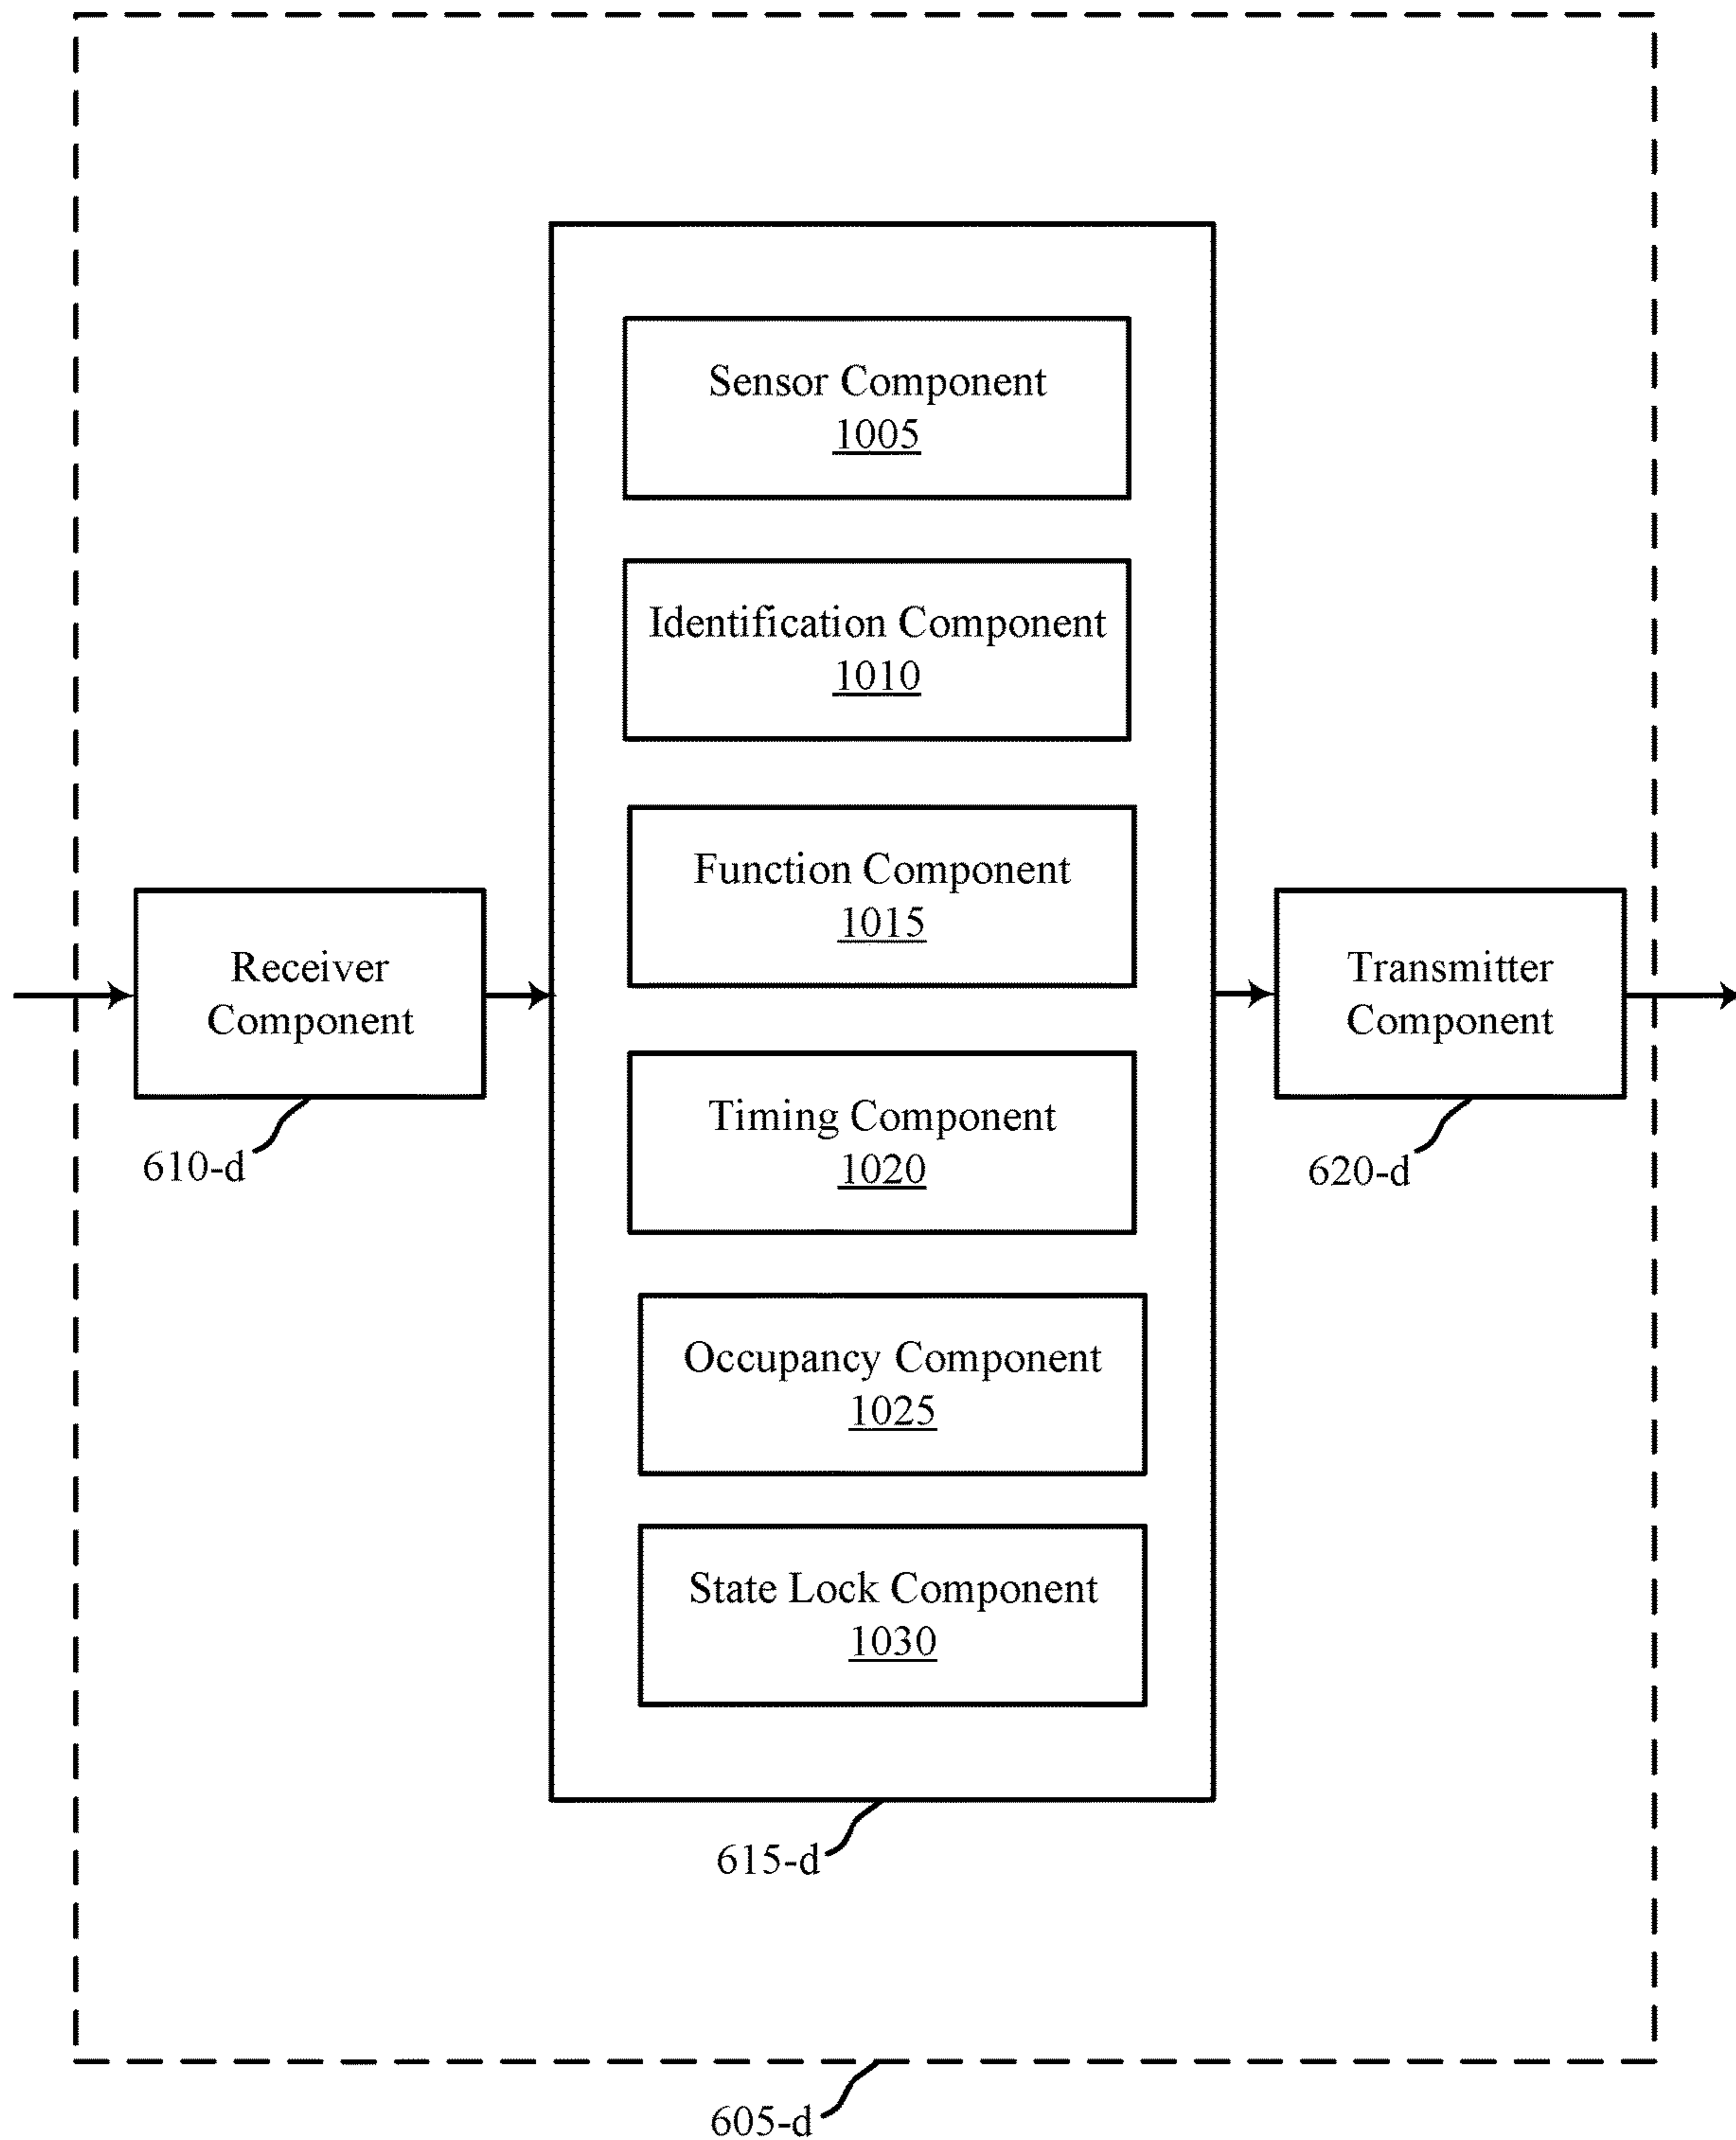 Sensor Component
1005
Identification Component
1010
Function Component
1015
Receiver
Component
610-d
Transmitter
Component
620-d
Timing Component
1020
Occupancy Component
1025
State Lock Component
1030
615-d
605-d